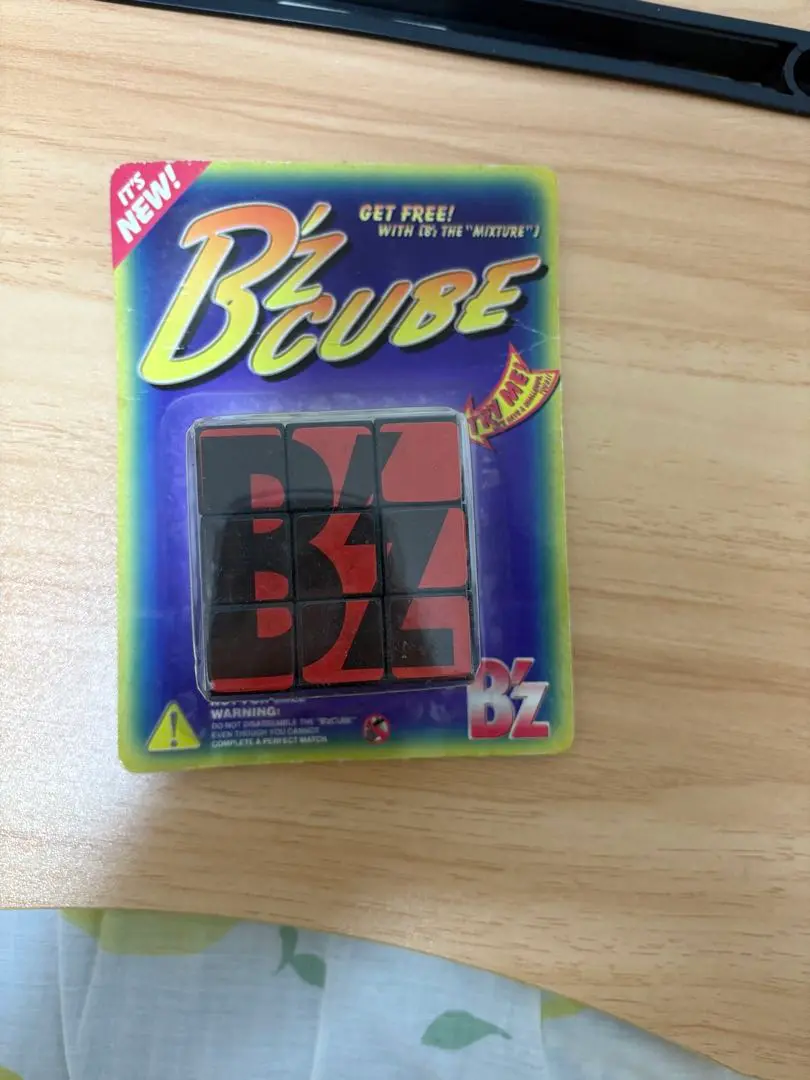 IT'S
NEW!
GET FREE!
WITH [B'z THE "MIXTURE"]
B'z
CUBE
TRY ME!
B'z
WARNING!
DO NOT DISASSEMBLE THE "B'zCUBE"
EVEN THOUGH YOU CANNOT
COMPLETE A PERFECT MATCH.
B'z